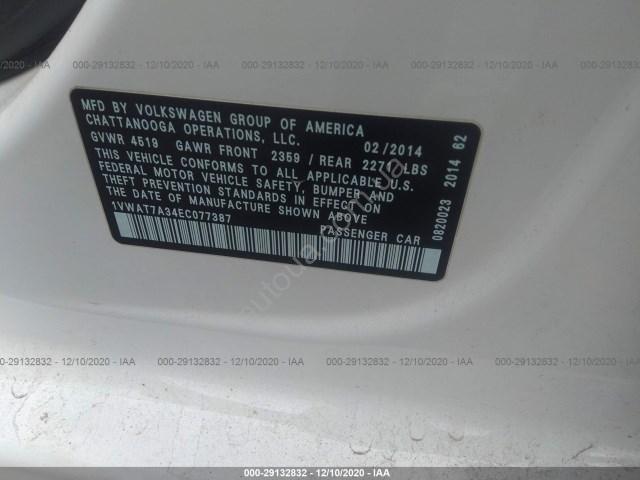 000-29132832 - 12/10/2020 - IAA
MFD BY VOLKSWAGEN GROUP OF AMERICA
CHATTANOOGA OPERATIONS, LLC. 02/2014
GVWR 4519 GAWR FRONT 2359 / REAR 2271 LBS
THIS VEHICLE CONFORMS TO ALL APPLICABLE U.S.
FEDERAL MOTOR VEHICLE SAFETY, BUMPER AND
THEFT PREVENTION STANDARDS IN EFFECT ON
THE DATE OF MANUFACTURE SHOWN ABOVE
1VWAT7A34EC077387
PASSENGER CAR
0820023 2014 62
autoua.com.ua
000-29132832 - 12/10/2020 - IAA
000-29132832 - 12/10/2020 - IAA